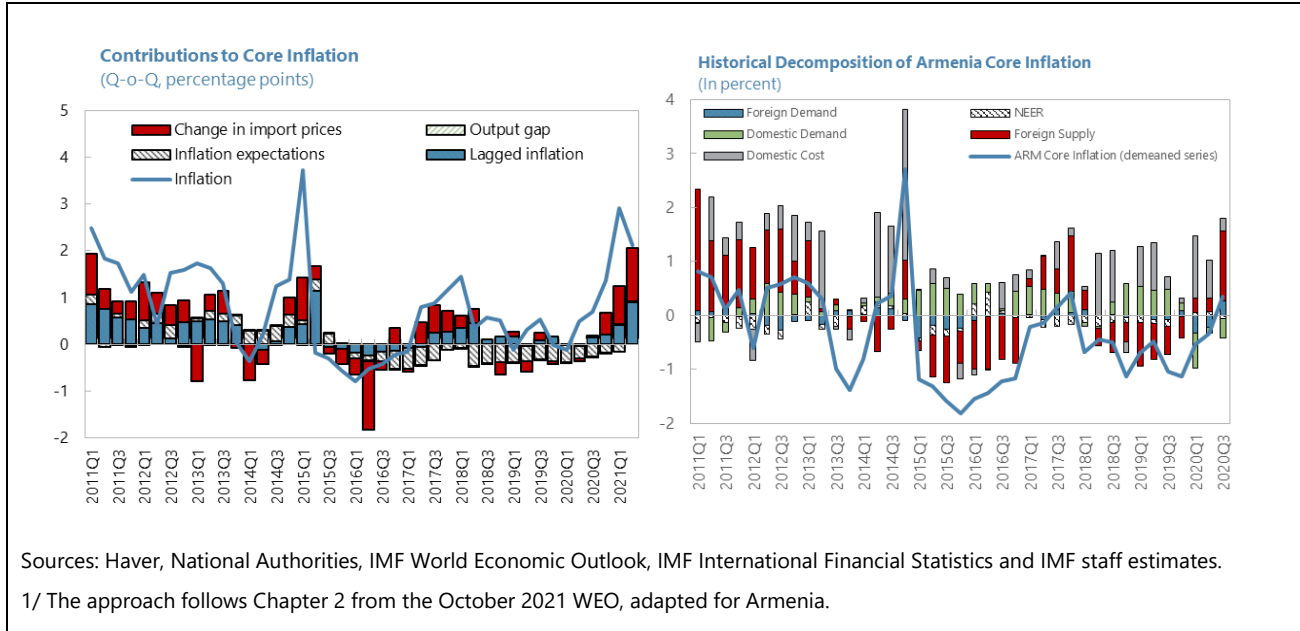 Contributions to Core Inflation
(Q-o-Q, percentage points)
5
4
3
2
1
0
-1
-2
Change in import prices
Output gap
Inflation expectations
Lagged inflation
Inflation
2011Q1
2011Q3
2012Q1
2012Q3
2013Q1
2013Q3
2014Q1
2014Q3
2015Q1
2015Q3
2016Q1
2016Q3
2017Q1
2017Q3
2018Q1
2018Q3
2019Q1
2019Q3
2020Q1
2020Q3
2021Q1
Historical Decomposition of Armenia Core Inflation
(In percent)
4
3
2
1
0
-1
-2
Foreign Demand
NEER
Domestic Demand
Foreign Supply
Domestic Cost
ARM Core Inflation (demeaned series)
2011Q1
2011Q3
2012Q1
2012Q3
2013Q1
2013Q3
2014Q1
2014Q3
2015Q1
2015Q3
2016Q1
2016Q3
2017Q1
2017Q3
2018Q1
2018Q3
2019Q1
2019Q3
2020Q1
2020Q3
Sources: Haver, National Authorities, IMF World Economic Outlook, IMF International Financial Statistics and IMF staff estimates.
1/ The approach follows Chapter 2 from the October 2021 WEO, adapted for Armenia.